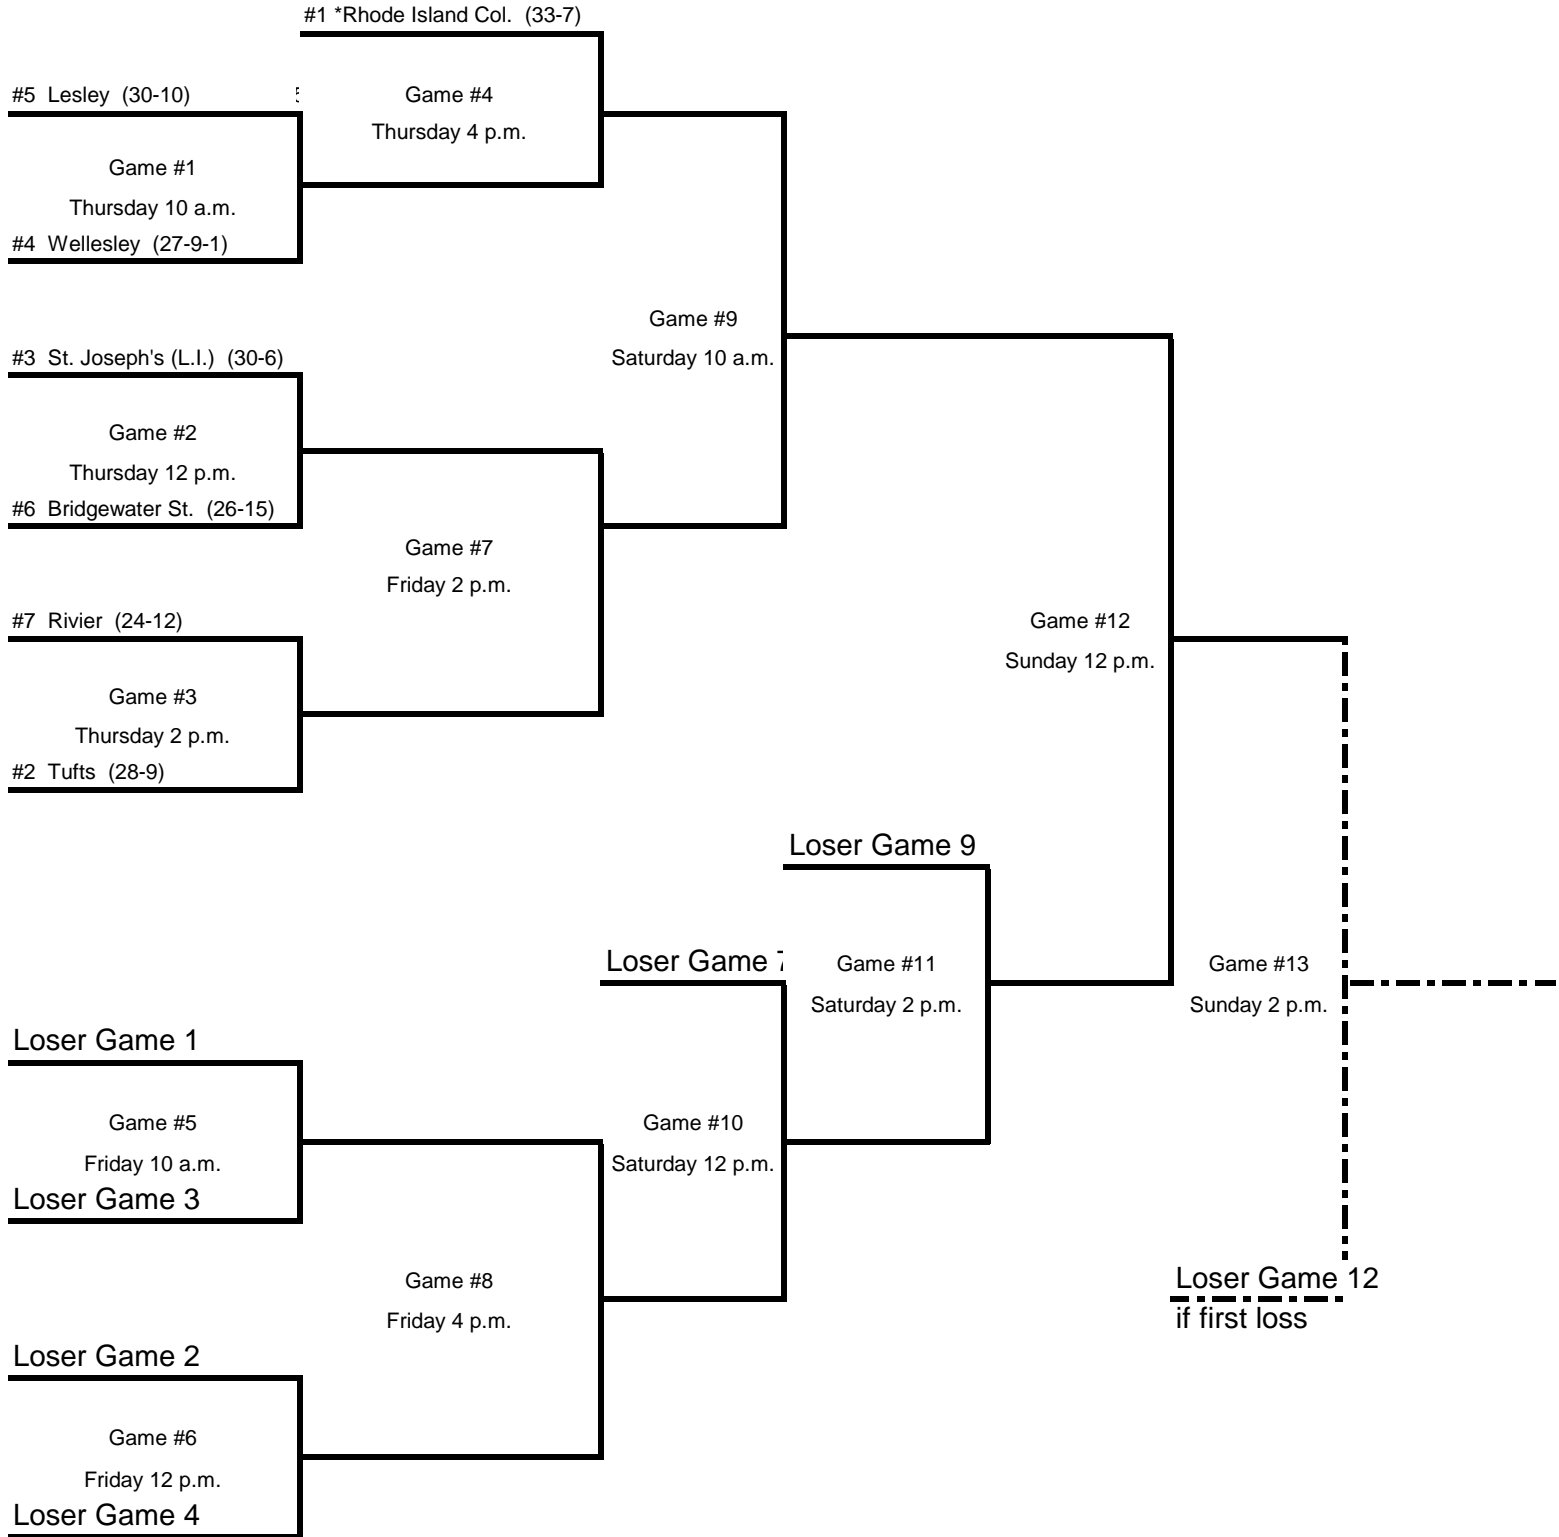 #1 *Rhode Island Col. (33-7)
#5 Lesley (30-10)
Game #4
Thursday 4 p.m.
Game #1
Thursday 10 a.m.
#4 Wellesley (27-9-1)
Game #9
Saturday 10 a.m.
#3 St. Joseph's (L.I.) (30-6)
Game #2
Thursday 12 p.m.
#6 Bridgewater St. (26-15)
Game #7
Friday 2 p.m.
#7 Rivier (24-12)
Game #12
Sunday 12 p.m.
Game #3
Thursday 2 p.m.
#2 Tufts (28-9)
Loser Game 9
Loser Game 7
Game #11
Saturday 2 p.m.
Game #13
Sunday 2 p.m.
Loser Game 1
Game #5
Friday 10 a.m.
Loser Game 3
Game #10
Saturday 12 p.m.
Game #8
Friday 4 p.m.
Loser Game 12
if first loss
Loser Game 2
Game #6
Friday 12 p.m.
Loser Game 4